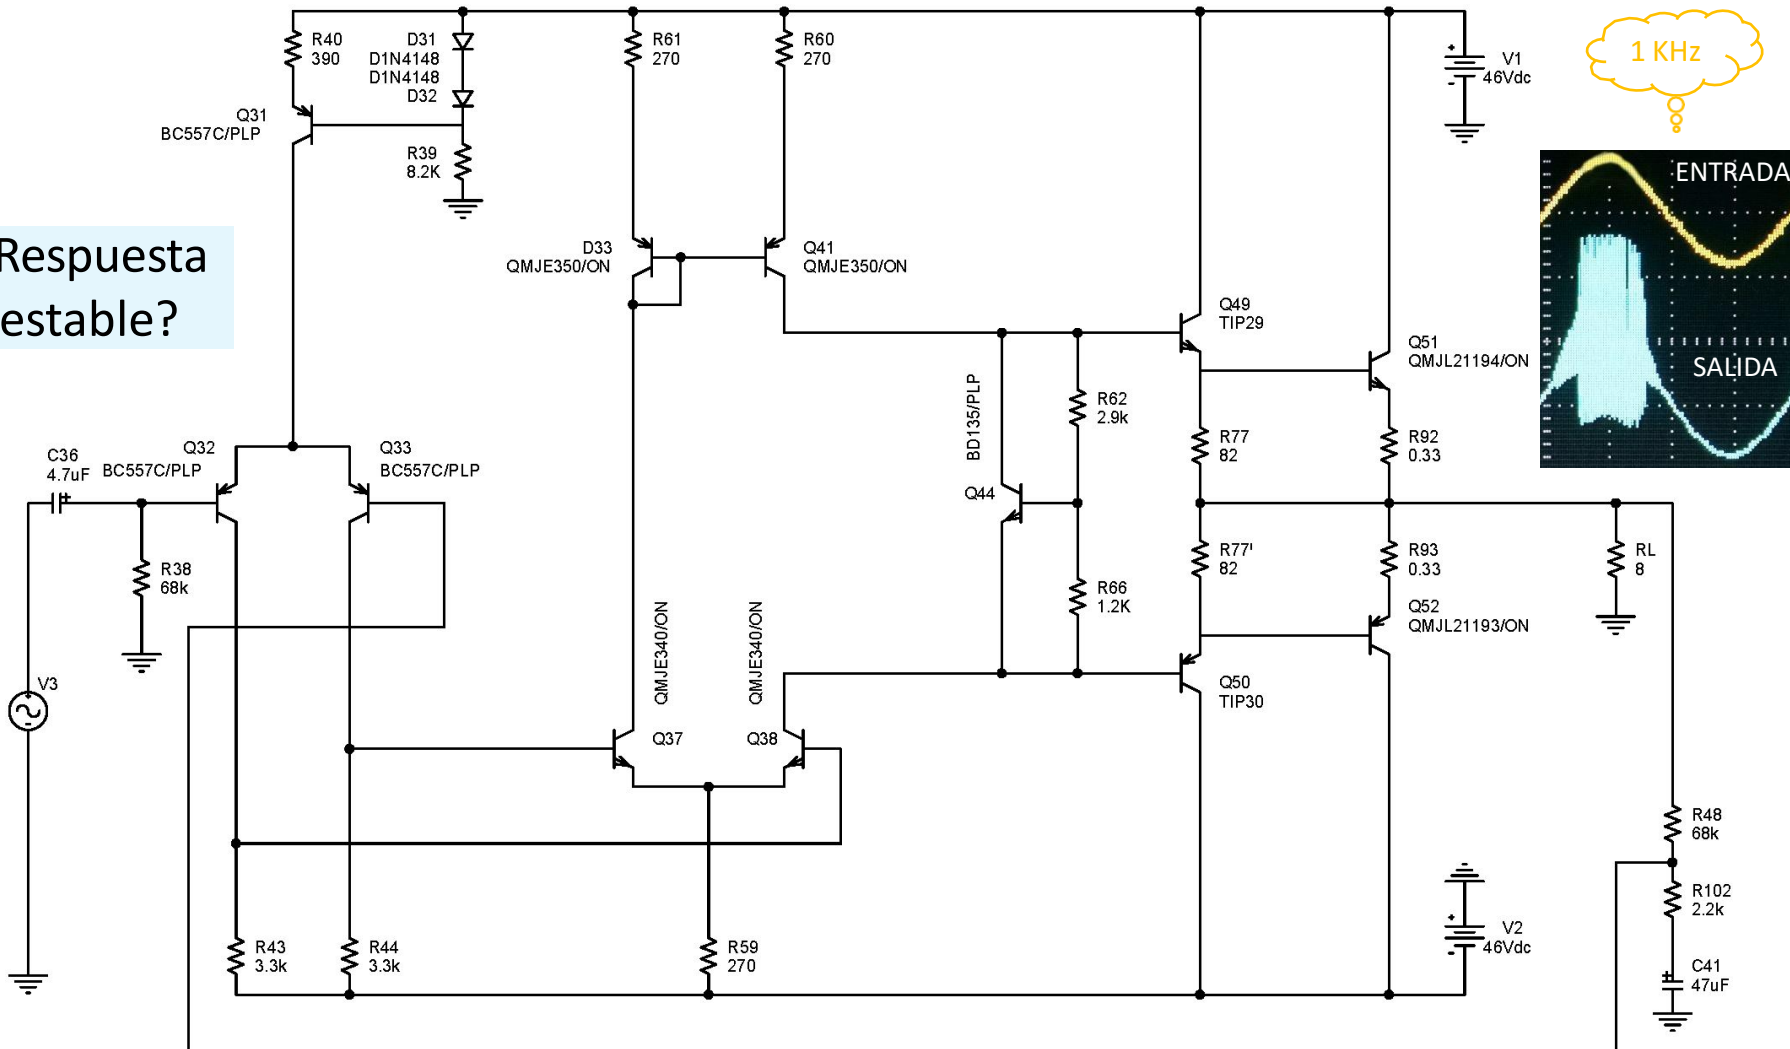 R40
390
D31
D1N4148
D1N4148
D32
R61
270
R60
270
+
-
V1
46Vdc
1 KHz
Q31
BC557C/PLP
R39
8.2K
ENTRADA
SALIDA
Respuesta
estable?
D33
QMJE350/ON
Q41
QMJE350/ON
Q49
TIP29
Q51
QMJL21194/ON
BD135/PLP
R62
2.9k
R77
82
R92
0.33
C36
4.7uF
+
Q32
BC557C/PLP
Q33
BC557C/PLP
Q44
R38
68k
R66
1.2K
R77'
82
R93
0.33
RL
8
Q52
QMJL21193/ON
V3
+
-
QMJE340/ON
QMJE340/ON
Q37
Q38
Q50
TIP30
R48
68k
R102
2.2k
+
C41
47uF
R43
3.3k
R44
3.3k
R59
270
+
-
V2
46Vdc